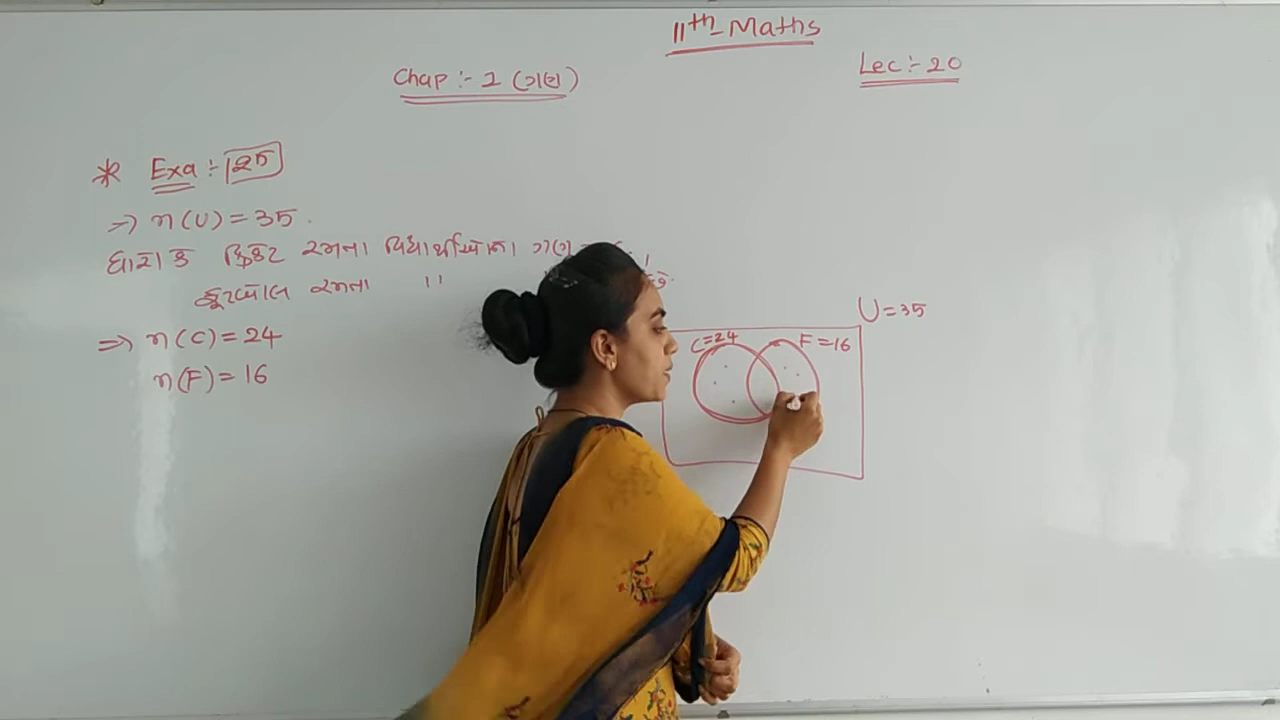 11th Maths
Chap :- 1 (ગણ)
Lec :- 20
* Exa :- 25
→ n(U) = 35.
ધારો કે ક્રિકેટ રમતા વિદ્યાર્થીઓના ગણ
ફૂટબોલ રમતા "
⇒ n(C) = 24
n(F) = 16
U = 35
C = 24
F = 16